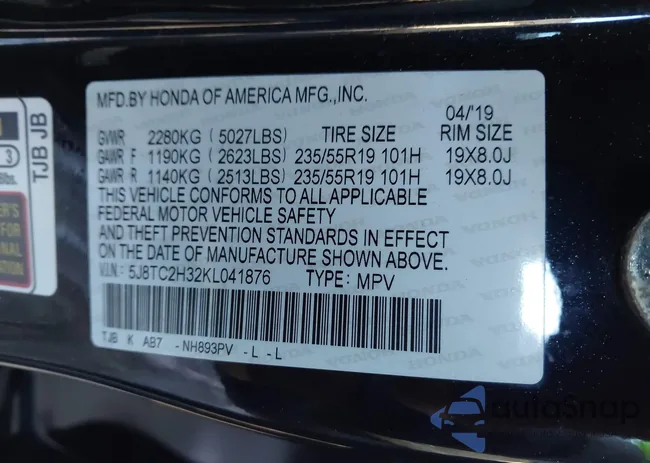 MFD.BY HONDA OF AMERICA MFG.,INC.
04/'19
GVWR 2280KG (5027LBS) TIRE SIZE RIM SIZE
GAWR F 1190KG (2623LBS) 235/55R19 101H 19X8.0J
GAWR R 1140KG (2513LBS) 235/55R19 101H 19X8.0J
THIS VEHICLE CONFORMS TO ALL APPLICABLE
FEDERAL MOTOR VEHICLE SAFETY
AND THEFT PREVENTION STANDARDS IN EFFECT
ON THE DATE OF MANUFACTURE SHOWN ABOVE.
V.I.N.: 5J8TC2H32KL041876 TYPE: MPV
TJB K AB7 -NH893PV -L -L
TJB JB
3
autoSnap